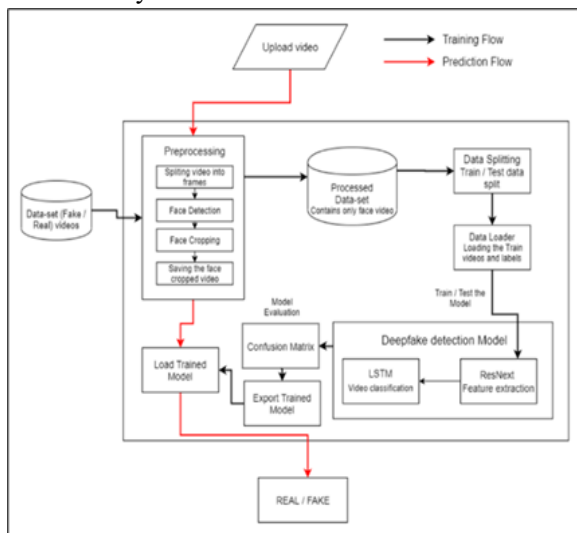 Upload video
Training Flow
Prediction Flow
Preprocessing
Spliting video into
frames
Face Detection
Face Cropping
Saving the face
cropped video
Data-set (Fake /
Real) videos
Processed
Data-set
Contains only face video
Data Splitting
Train / Test data
split
Data Loader
Loading the Train
videos and labels
Train / Test the
Model
Model
Evaluation
Confusion Matrix
Export Trained
Model
Load Trained
Model
Deepfake detection Model
LSTM
Video classification
ResNext
Feature extraction
REAL / FAKE